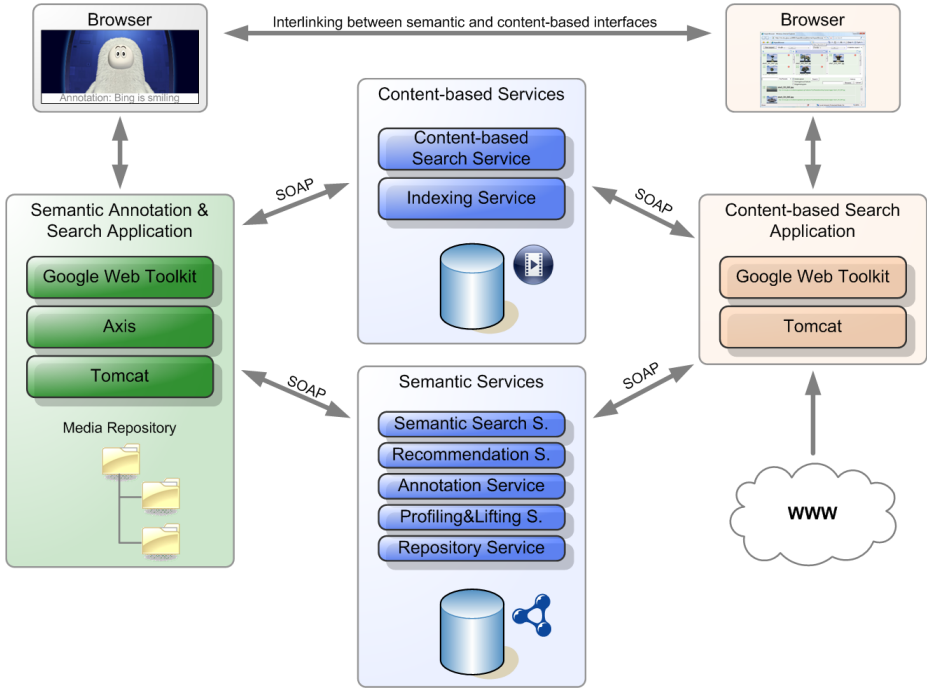 Browser
Interlinking between semantic and content-based interfaces
Browser
Annotation: Bing is smiling
Content-based Services
Content-based
Search Service
Indexing Service
SOAP
SOAP
Semantic Annotation &
Search Application
Google Web Toolkit
Axis
Tomcat
Media Repository
Content-based Search
Application
Google Web Toolkit
Tomcat
SOAP
SOAP
Semantic Services
Semantic Search S.
Recommendation S.
Annotation Service
Profiling&Lifting S.
Repository Service
WWW